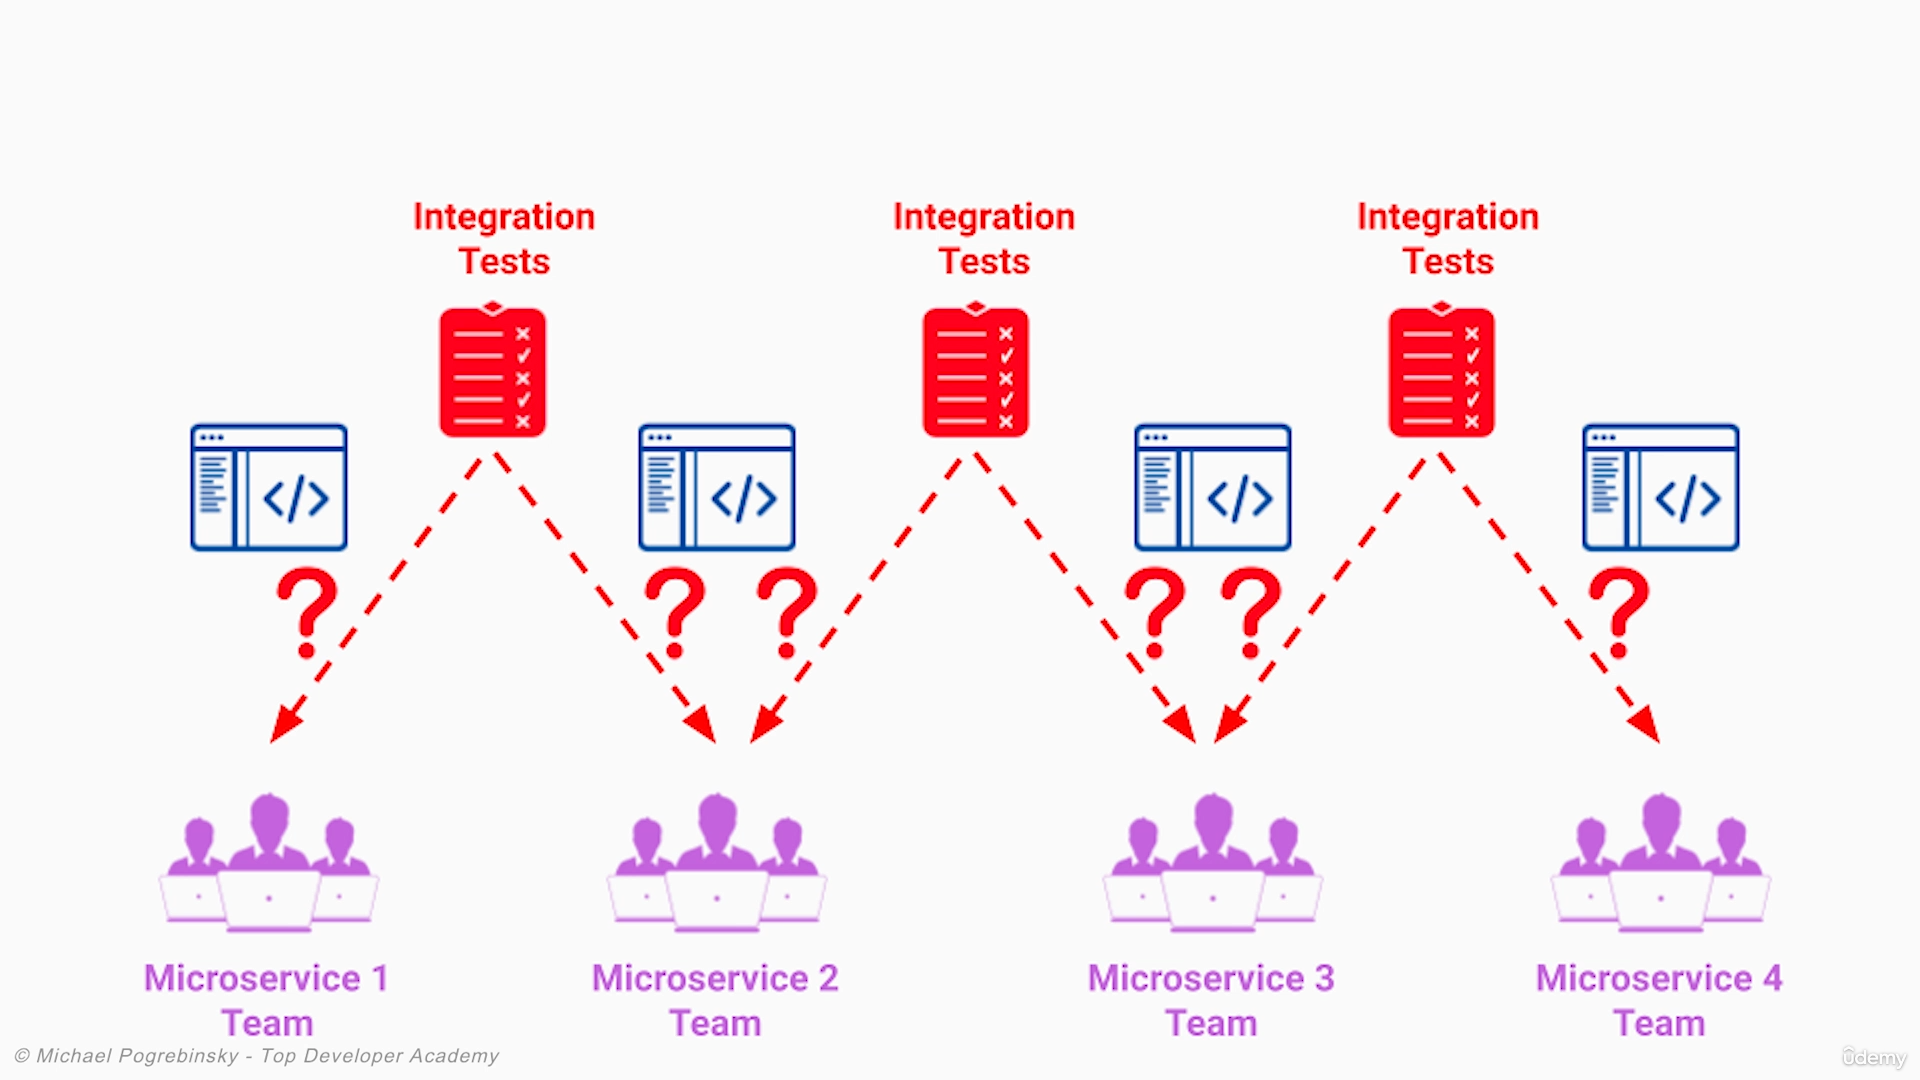 Integration
Tests
Integration
Tests
Integration
Tests
</>
</>
</>
</>
?
? ?
? ?
?
Microservice 1
Team
Microservice 2
Team
Microservice 3
Team
Microservice 4
Team
© Michael Pogrebinsky - Top Developer Academy
ûdemy